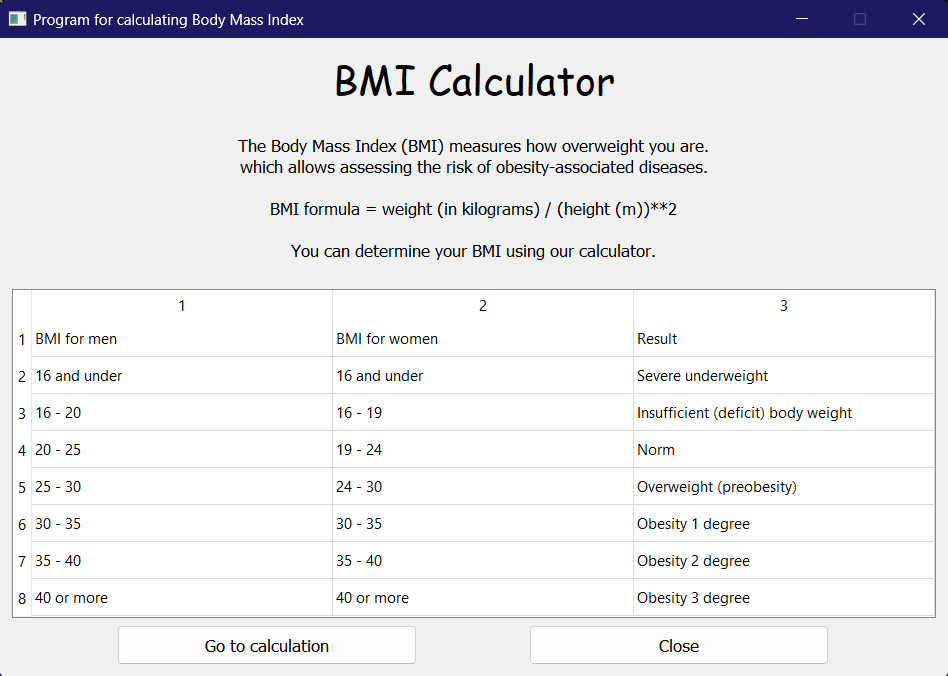 Program for calculating Body Mass Index
BMI Calculator
The Body Mass Index (BMI) measures how overweight you are.
which allows assessing the risk of obesity-associated diseases.
BMI formula = weight (in kilograms) / (height (m))**2
You can determine your BMI using our calculator.
1 2 3
1 BMI for men BMI for women Result
2 16 and under 16 and under Severe underweight
3 16 - 20 16 - 19 Insufficient (deficit) body weight
4 20 - 25 19 - 24 Norm
5 25 - 30 24 - 30 Overweight (preobesity)
6 30 - 35 30 - 35 Obesity 1 degree
7 35 - 40 35 - 40 Obesity 2 degree
8 40 or more 40 or more Obesity 3 degree
Go to calculation Close